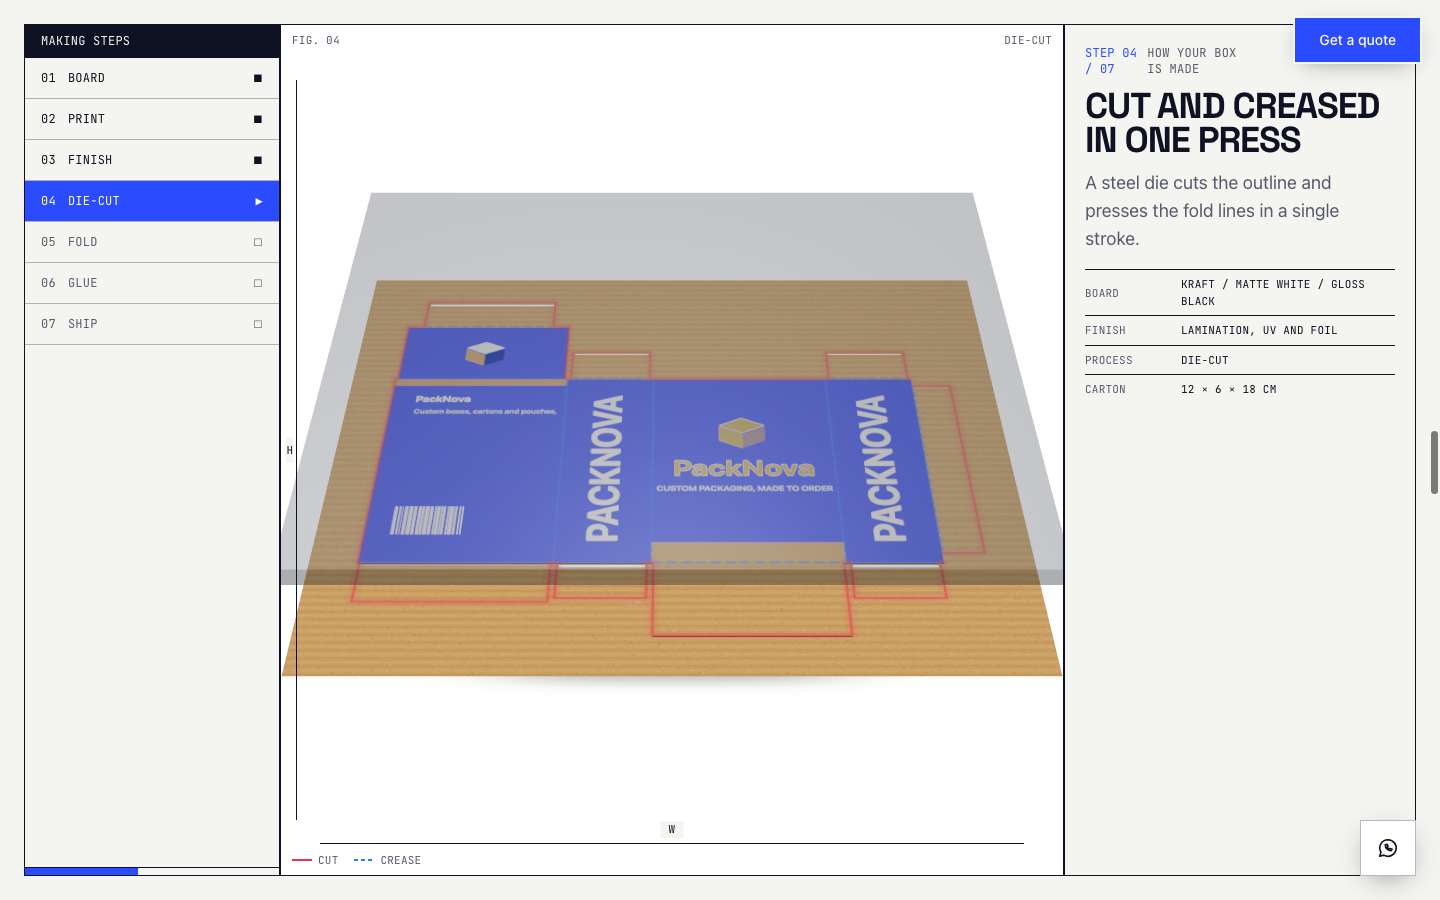 MAKING STEPS
01 BOARD
02 PRINT
03 FINISH
04 DIE-CUT
05 FOLD
06 GLUE
07 SHIP
FIG. 04
DIE-CUT
H
PackNova
Custom boxes, cartons and pouches,
PACKNOVA
PackNova
CUSTOM PACKAGING, MADE TO ORDER
PACKNOVA
W
CUT
CREASE
Get a quote
STEP 04 / 07
HOW YOUR BOX IS MADE
CUT AND CREASED
IN ONE PRESS
A steel die cuts the outline and
presses the fold lines in a single
stroke.
BOARD KRAFT / MATTE WHITE / GLOSS
BLACK
FINISH LAMINATION, UV AND FOIL
PROCESS DIE-CUT
CARTON 12 × 6 × 18 CM